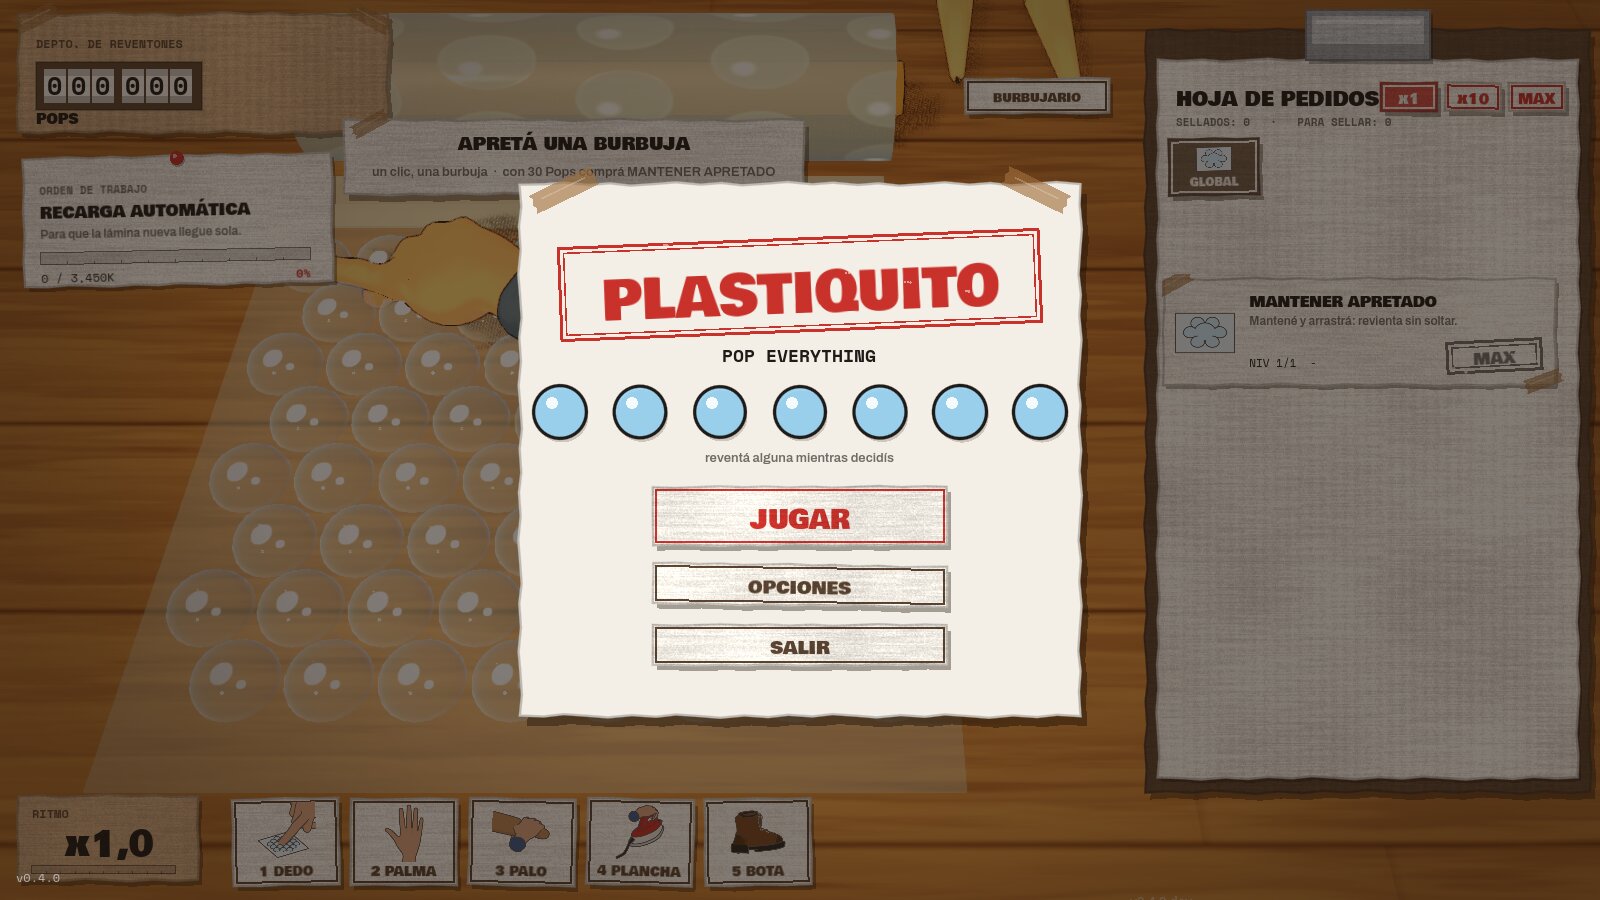 DEPTO. DE REVENTONES
000 000
POPS
ORDEN DE TRABAJO
RECARGA AUTOMÁTICA
Para que la lámina nueva llegue sola.
0 / 3.450K
0%
APRETÁ UNA BURBUJA
un clic, una burbuja · con 30 Pops comprá MANTENER APRETADO
BURBUJARIO
PLASTIQUITO
POP EVERYTHING
reventá alguna mientras decidís
JUGAR
OPCIONES
SALIR
HOJA DE PEDIDOS
x1
x10
MAX
SELLADOS: 0 · PARA SELLAR: 0
GLOBAL
MANTENER APRETADO
Mantené y arrastrá: revienta sin soltar.
NIV 1/1 -
MAX
RITMO
x1,0
v0.4.0
1 DEDO
2 PALMA
3 PALO
4 PLANCHA
5 BOTA